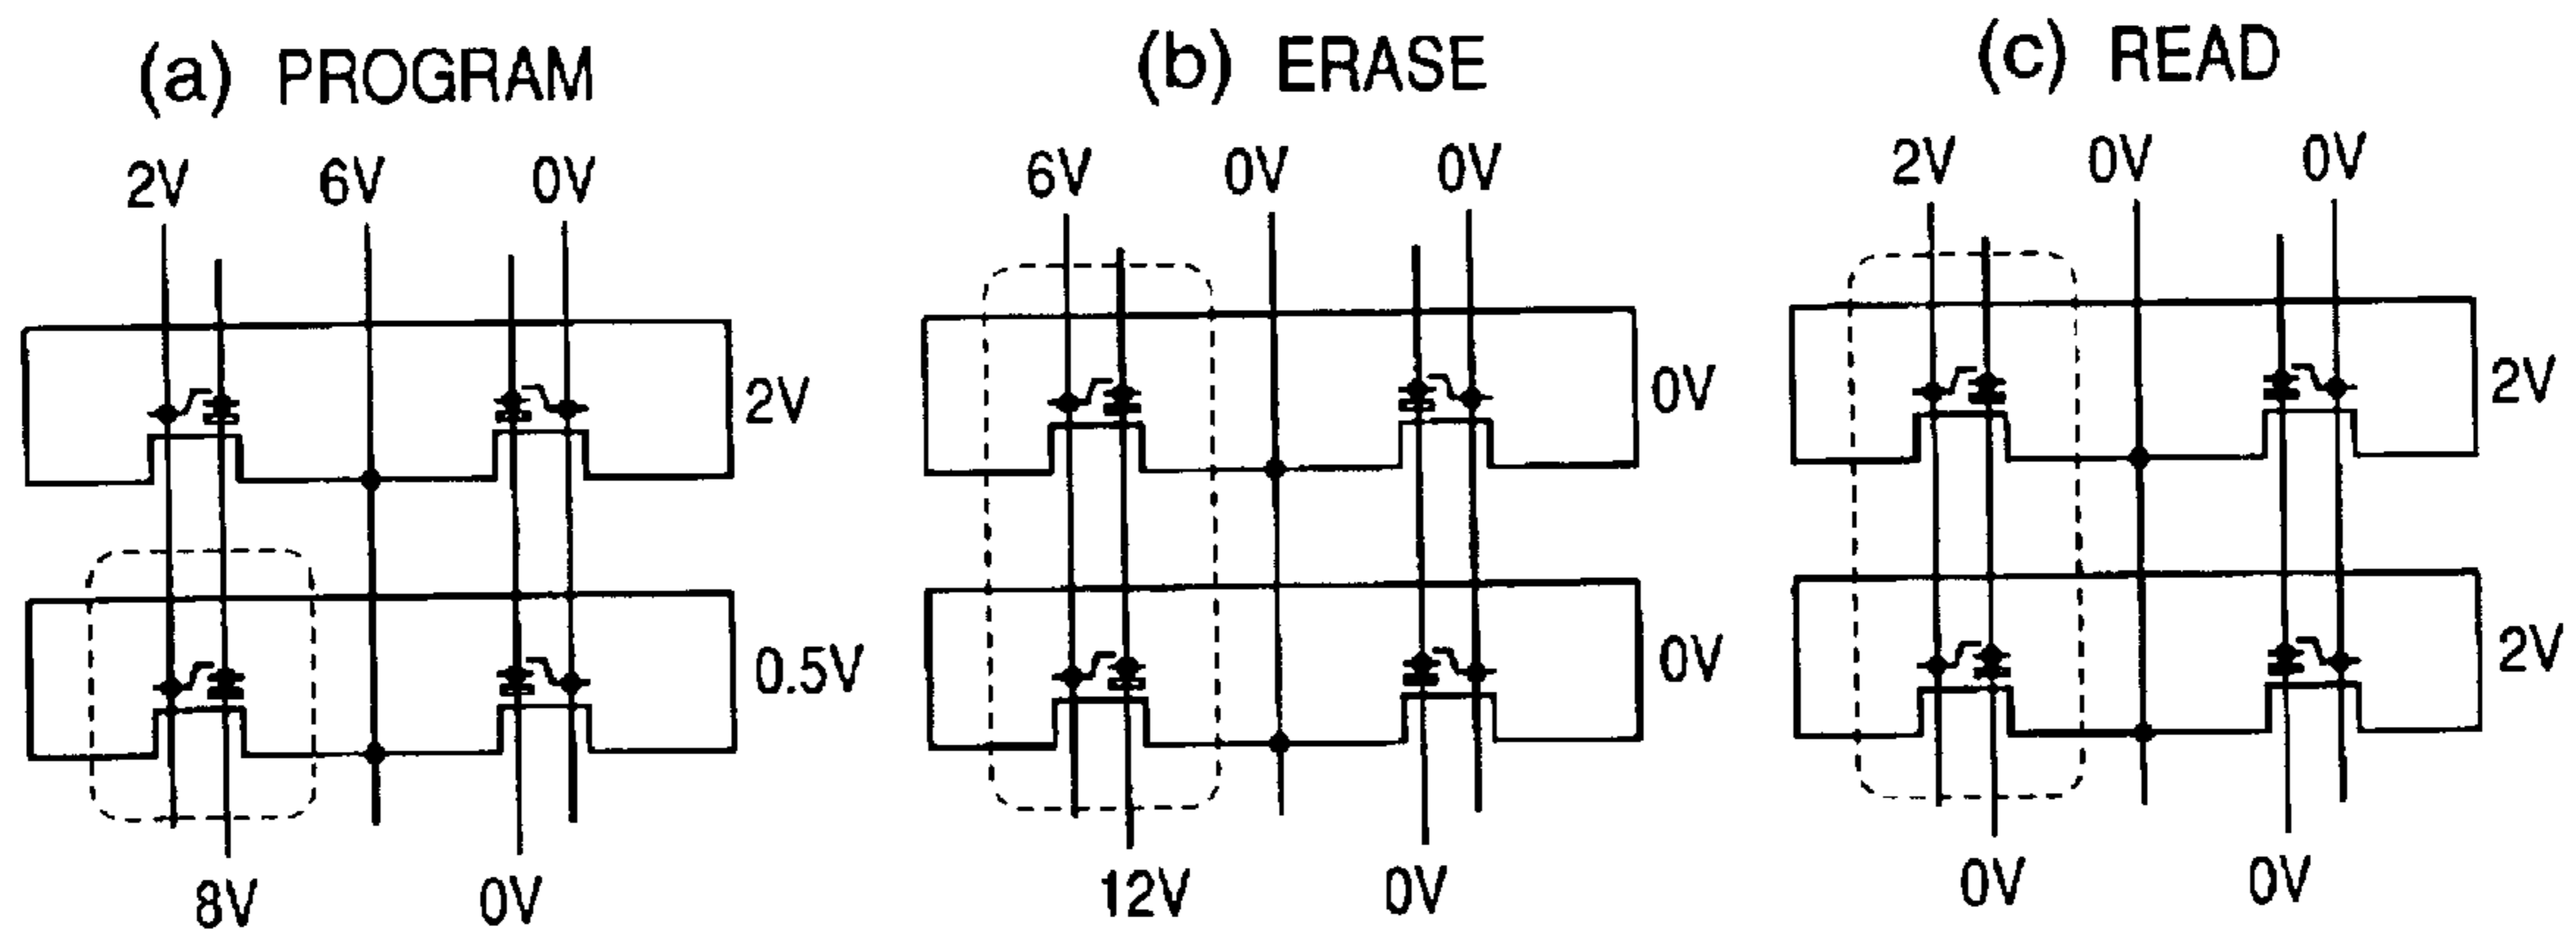 (a) PROGRAM
2V 6V 0V
2V
0.5V
8V 0V
(b) ERASE
6V 0V 0V
0V
0V
12V 0V
(c) READ
2V 0V 0V
2V
2V
0V 0V